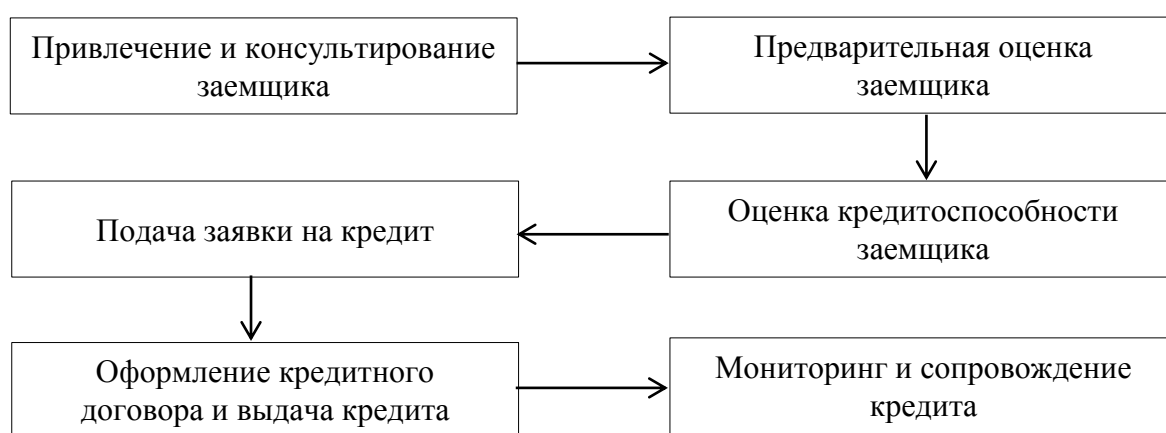 Привлечение и консультирование
заемщика
Предварительная оценка
заемщика
Оценка кредитоспособности
заемщика
Подача заявки на кредит
Оформление кредитного
договора и выдача кредита
Мониторинг и сопровождение
кредита